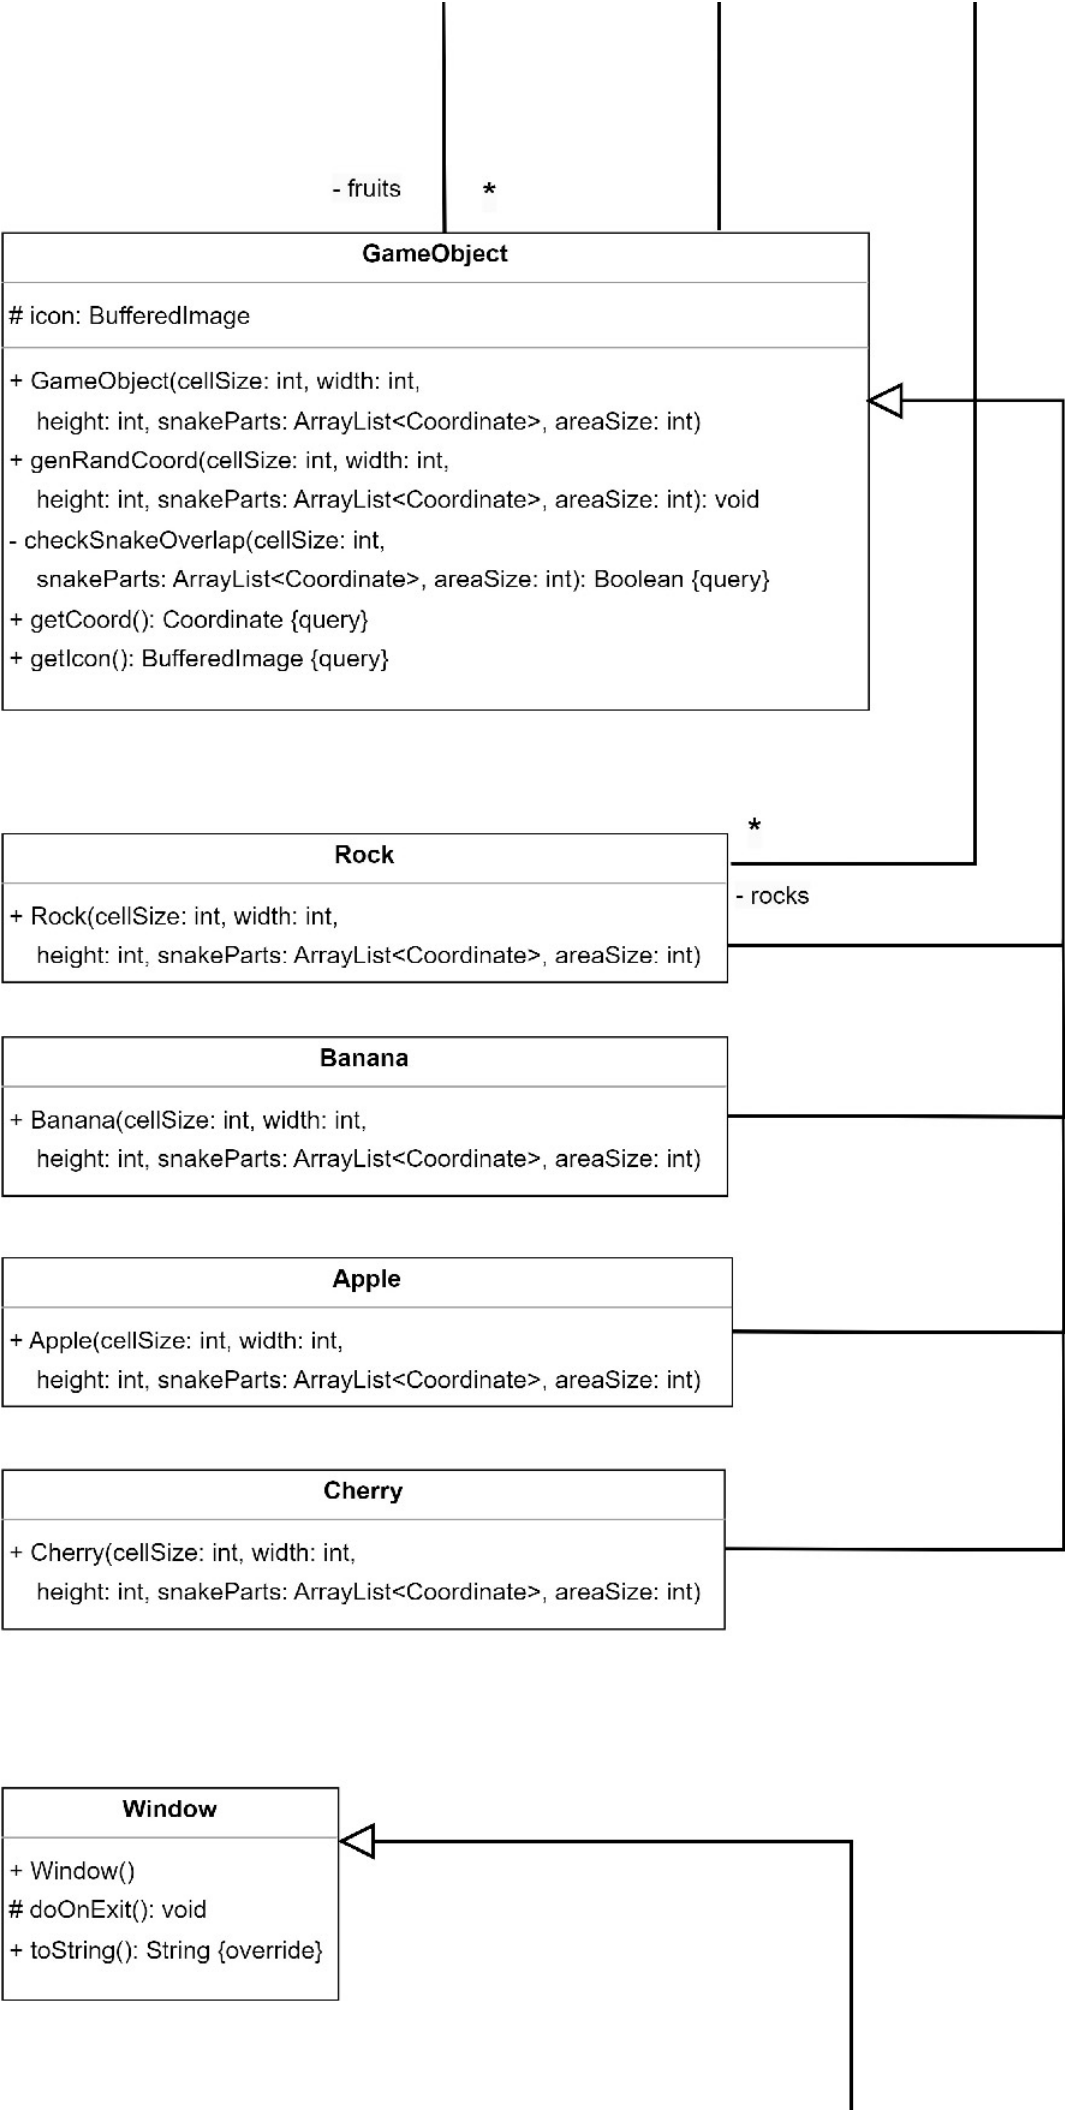 - fruits
*
GameObject
# icon: BufferedImage
+ GameObject(cellSize: int, width: int,
height: int, snakeParts: ArrayList<Coordinate>, areaSize: int)
+ genRandCoord(cellSize: int, width: int,
height: int, snakeParts: ArrayList<Coordinate>, areaSize: int): void
- checkSnakeOverlap(cellSize: int,
snakeParts: ArrayList<Coordinate>, areaSize: int): Boolean {query}
+ getCoord(): Coordinate {query}
+ getIcon(): BufferedImage {query}
*
Rock
- rocks
+ Rock(cellSize: int, width: int,
height: int, snakeParts: ArrayList<Coordinate>, areaSize: int)
Banana
+ Banana(cellSize: int, width: int,
height: int, snakeParts: ArrayList<Coordinate>, areaSize: int)
Apple
+ Apple(cellSize: int, width: int,
height: int, snakeParts: ArrayList<Coordinate>, areaSize: int)
Cherry
+ Cherry(cellSize: int, width: int,
height: int, snakeParts: ArrayList<Coordinate>, areaSize: int)
Window
+ Window()
# doOnExit(): void
+ toString(): String {override}